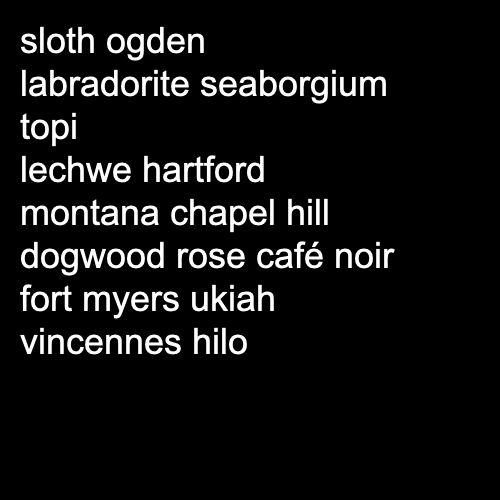 sloth ogden
labradorite seaborgium
topi
lechwe hartford
montana chapel hill
dogwood rose café noir
fort myers ukiah
vincennes hilo